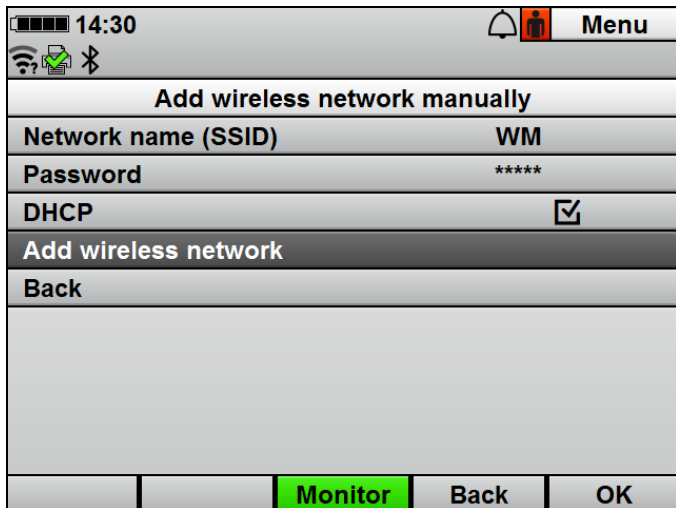 14:30 Menu
?
Add wireless network manually
Network name (SSID) WM
Password *****
DHCP
Add wireless network
Back
Monitor Back OK